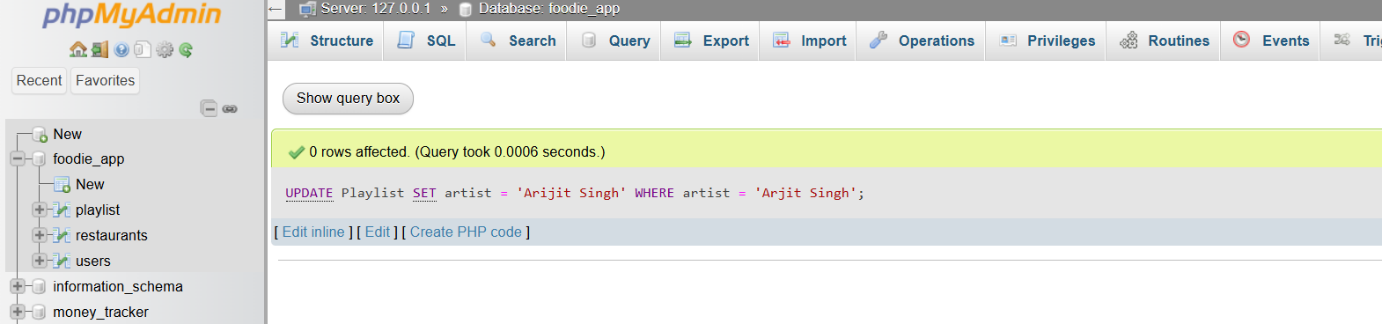 phpMyAdmin
Recent Favorites
New
foodie_app
New
playlist
restaurants
users
information_schema
money_tracker
Server: 127.0.0.1 » Database: foodie_app
Structure SQL Search Query Export Import Operations Privileges Routines Events Tri
Show query box
0 rows affected. (Query took 0.0006 seconds.)
UPDATE Playlist SET artist = 'Arijit Singh' WHERE artist = 'Arjit Singh';
[ Edit inline ] [ Edit ] [ Create PHP code ]